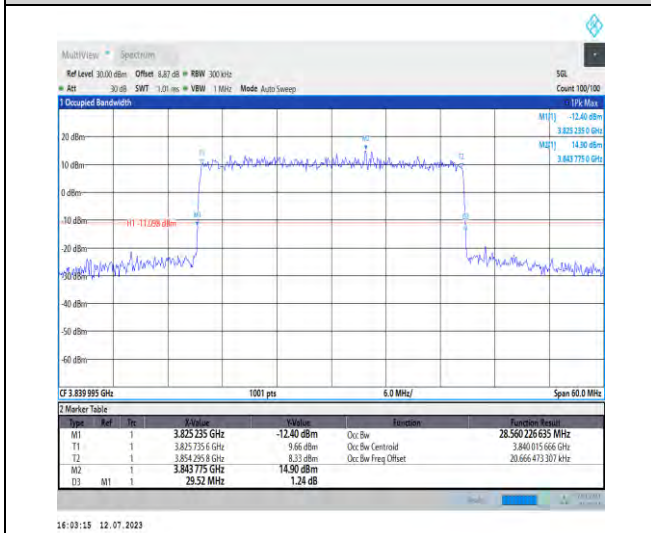 MultiView Spectrum
Ref Level 30.00 dBm Offset 8.87 dB RBW 300 kHz SGL
Att 30 dB SWT 1.01 ms VBW 1 MHz Mode Auto Sweep Count 100/100
1 Occupied Bandwidth 1Pk Max
M1[1] -12.40 dBm
3.825 235 0 GHz
M2[1] 14.90 dBm
3.843 775 0 GHz
20 dBm
10 dBm
0 dBm
-10 dBm
H1 -11.098 dBm
-20 dBm
-30 dBm
-40 dBm
-50 dBm
-60 dBm
M2
T1
T2
M1
D3
CF 3.839 995 GHz 1001 pts 6.0 MHz/ Span 60.0 MHz
2 Marker Table
Type Ref Trc X-Value Y-Value Function Function Result
M1 1 3.825 235 GHz -12.40 dBm Occ Bw 28.560 226 635 MHz
T1 1 3.825 735 6 GHz 9.66 dBm Occ Bw Centroid 3.840 015 666 GHz
T2 1 3.854 295 8 GHz 8.33 dBm Occ Bw Freq Offset 20.666 473 307 kHz
M2 1 3.843 775 GHz 14.90 dBm
D3 M1 1 29.52 MHz 1.24 dB
16:03:15 12.07.2023